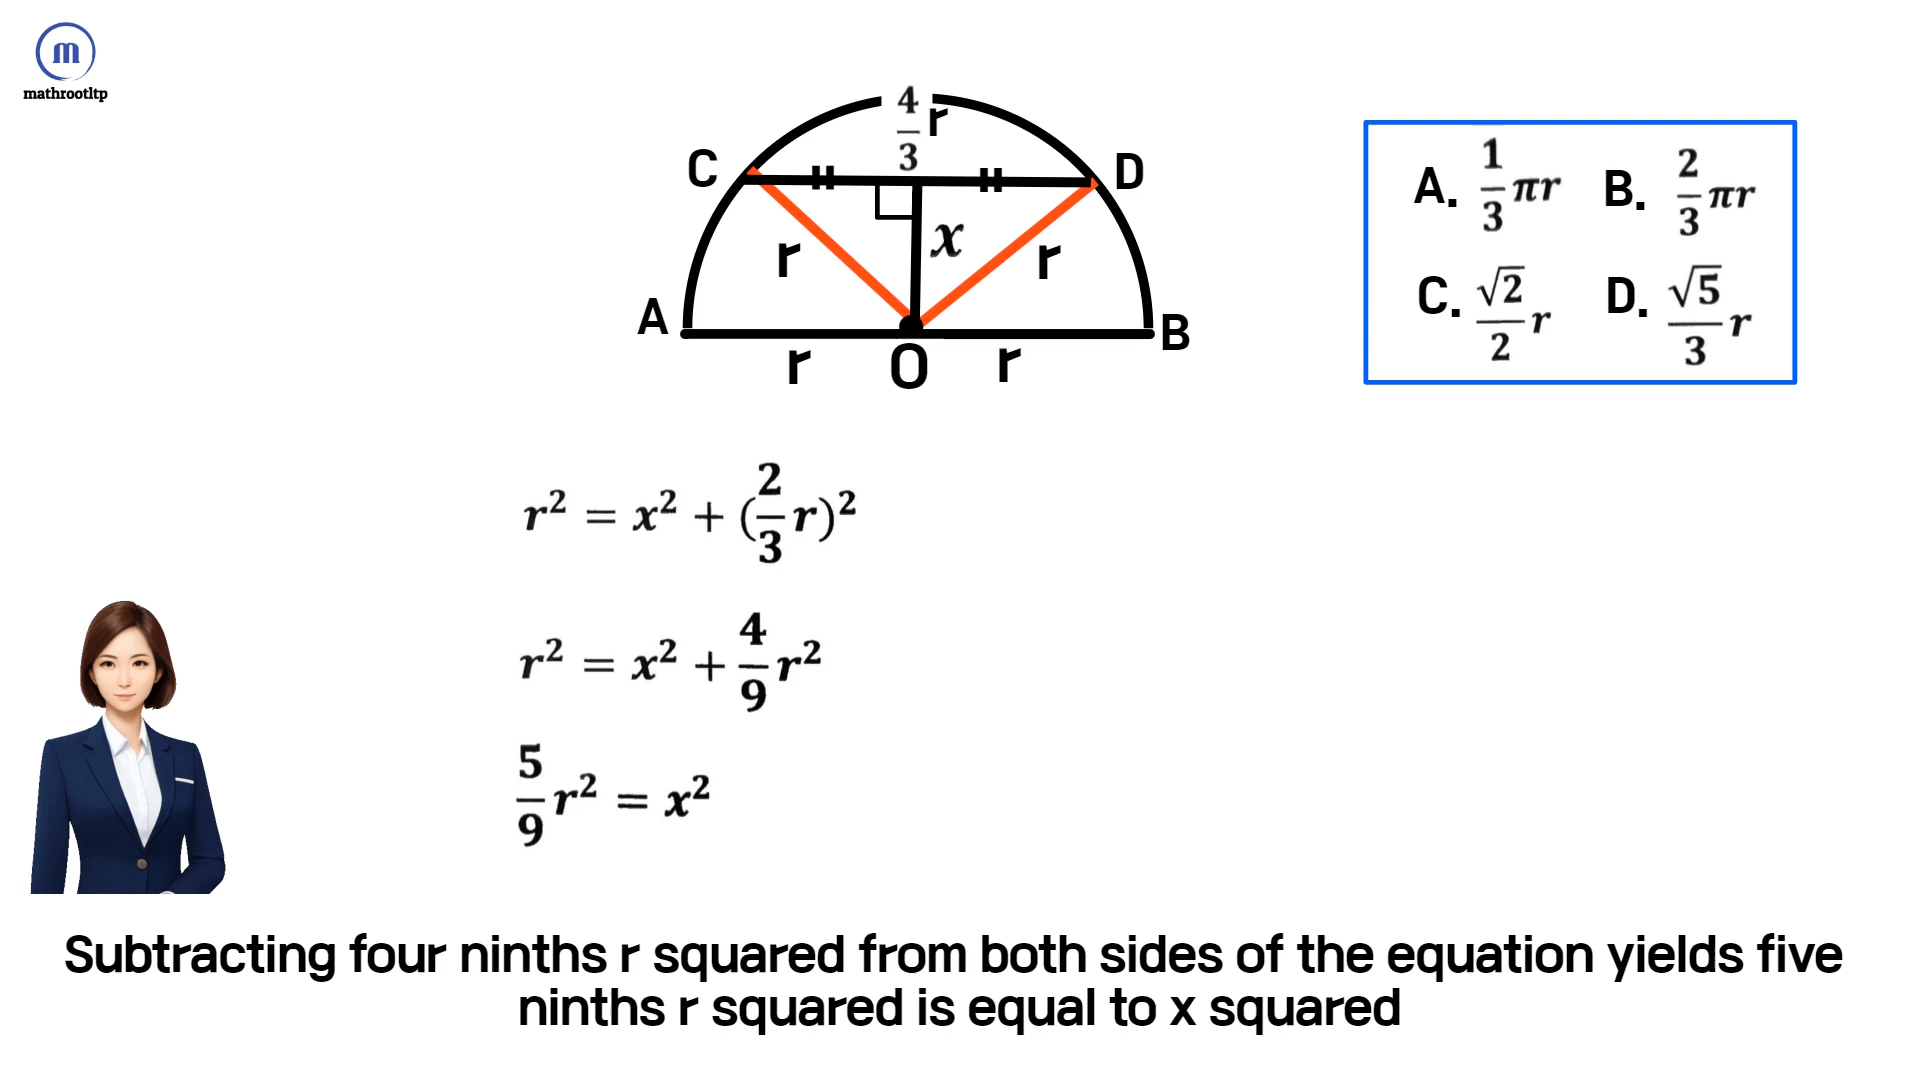 m
mathrootltp
4/3 r
C
D
x
r
r
A
B
r
O
r
A. 1/3 πr B. 2/3 πr
C. √2/2 r D. √5/3 r
r² = x² + (2/3 r)²
r² = x² + 4/9 r²
5/9 r² = x²
Subtracting four ninths r squared from both sides of the equation yields five
ninths r squared is equal to x squared